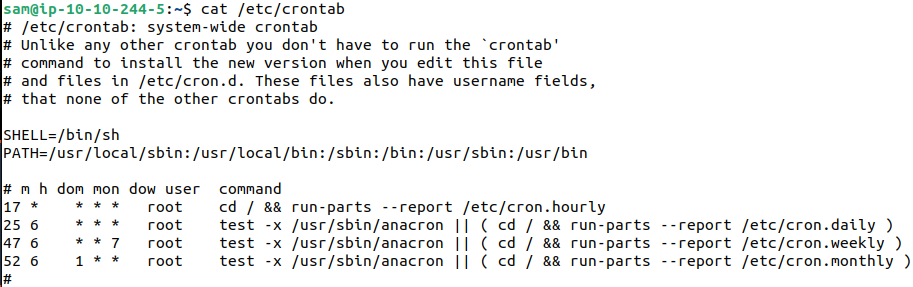 sam@ip-10-10-244-5:~$ cat /etc/crontab
# /etc/crontab: system-wide crontab
# Unlike any other crontab you don't have to run the `crontab'
# command to install the new version when you edit this file
# and files in /etc/cron.d. These files also have username fields,
# that none of the other crontabs do.

SHELL=/bin/sh
PATH=/usr/local/sbin:/usr/local/bin:/sbin:/bin:/usr/sbin:/usr/bin

# m h dom mon dow user  command
17 *    * * *   root    cd / && run-parts --report /etc/cron.hourly
25 6    * * *   root    test -x /usr/sbin/anacron || ( cd / && run-parts --report /etc/cron.daily )
47 6    * * 7   root    test -x /usr/sbin/anacron || ( cd / && run-parts --report /etc/cron.weekly )
52 6    1 * *   root    test -x /usr/sbin/anacron || ( cd / && run-parts --report /etc/cron.monthly )
#